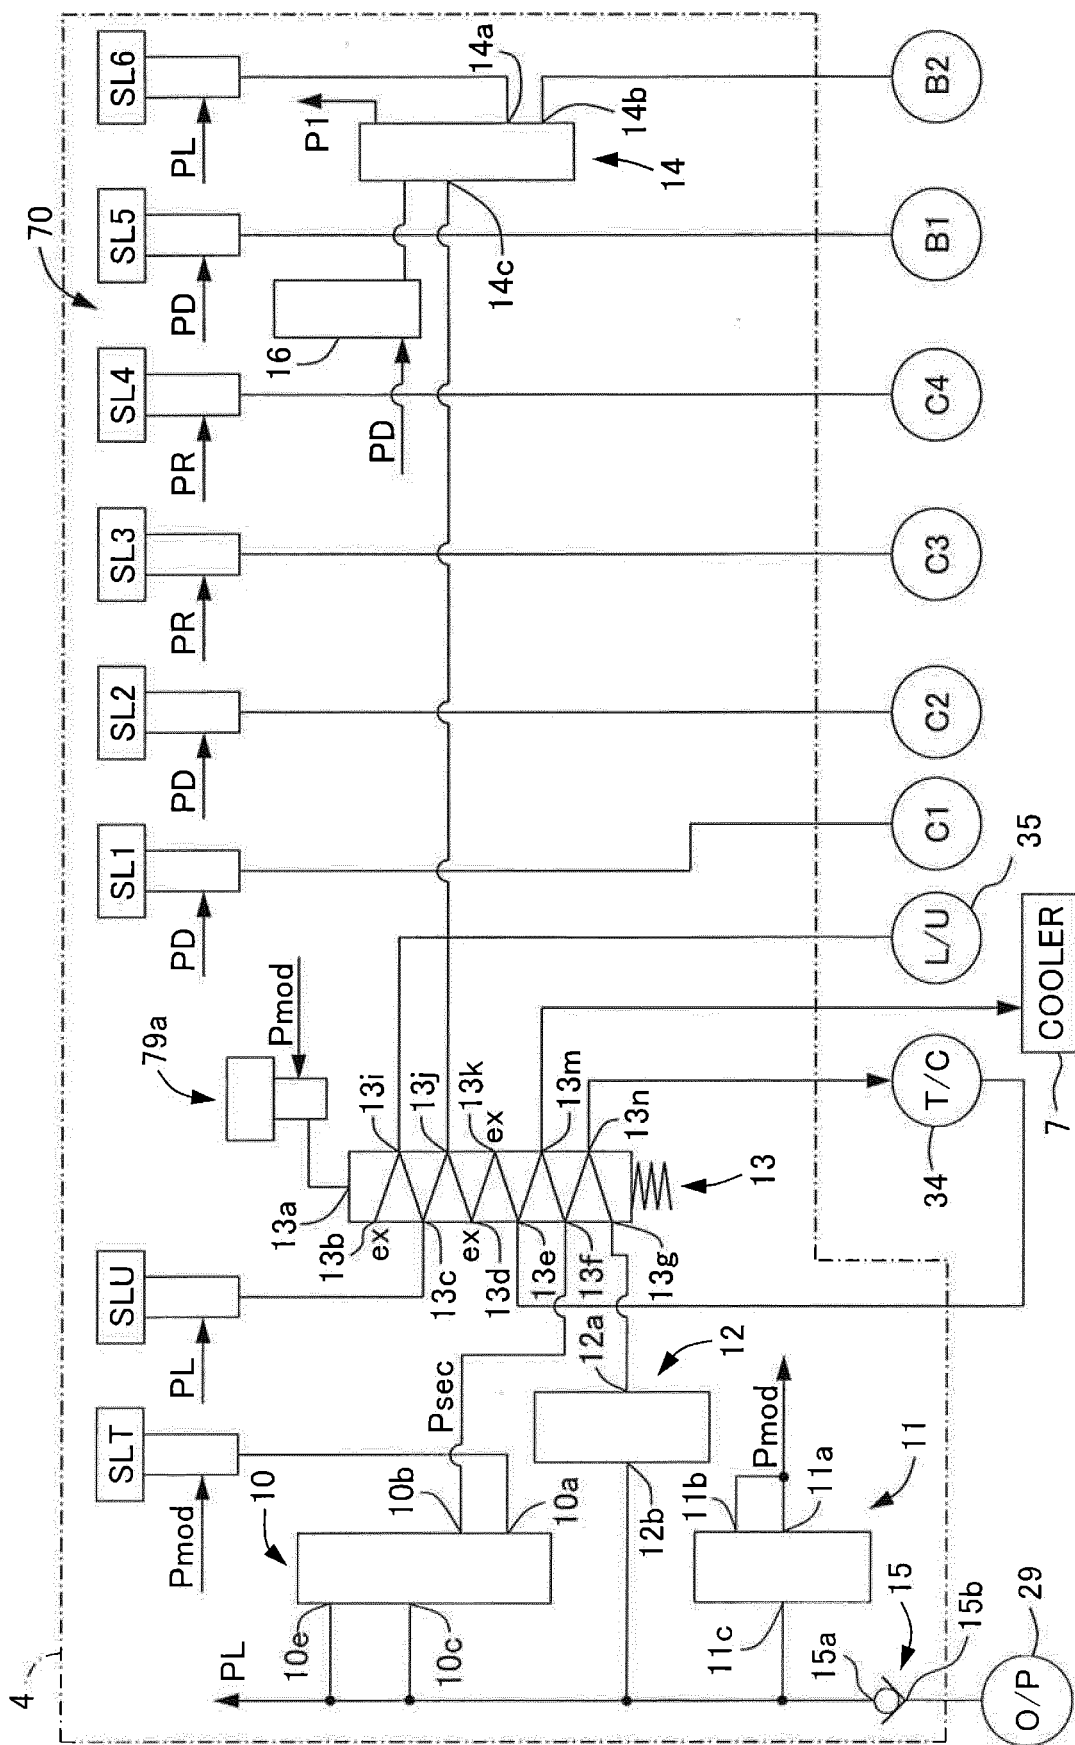 4
70
SLT
SLU
SL1
SL2
SL3
SL4
SL5
SL6
Pmod
PL
PD
PD
PR
PR
PD
PL
79a
Pmod
16
PD
P1
14a
14b
14c
14
PL
10
10e
10c
10b
10a
Psec
13a
13b
ex
13c
ex
13d
13e
13f
13g
13i
13j
13k
ex
13m
13n
13
12a
12
12b
11b
Pmod
11a
11c
11
15a
15
15b
O/P
29
T/C
34
COOLER
7
L/U
35
C1
C2
C3
C4
B1
B2